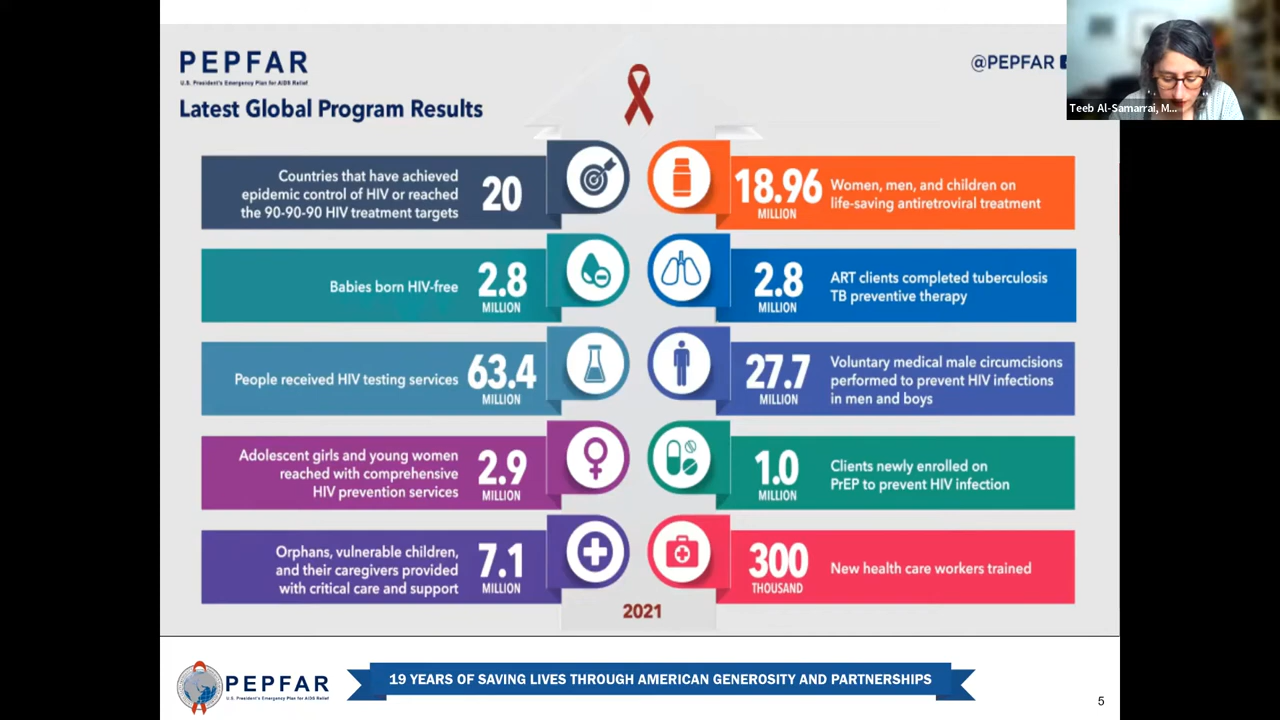 PEPFAR
U.S. President's Emergency Plan for AIDS Relief
Latest Global Program Results
@PEPFAR
Teeb Al-Samarrai, M...
Countries that have achieved
epidemic control of HIV or reached
the 90-90-90 HIV treatment targets
20
18.96
MILLION
Women, men, and children on
life-saving antiretroviral treatment
Babies born HIV-free
2.8
MILLION
2.8
MILLION
ART clients completed tuberculosis
TB preventive therapy
People received HIV testing services
63.4
MILLION
27.7
MILLION
Voluntary medical male circumcisions
performed to prevent HIV infections
in men and boys
Adolescent girls and young women
reached with comprehensive
HIV prevention services
2.9
MILLION
1.0
MILLION
Clients newly enrolled on
PrEP to prevent HIV infection
Orphans, vulnerable children,
and their caregivers provided
with critical care and support
7.1
MILLION
300
THOUSAND
New health care workers trained
2021
PEPFAR
U.S. President's Emergency Plan for AIDS Relief
19 YEARS OF SAVING LIVES THROUGH AMERICAN GENEROSITY AND PARTNERSHIPS
5